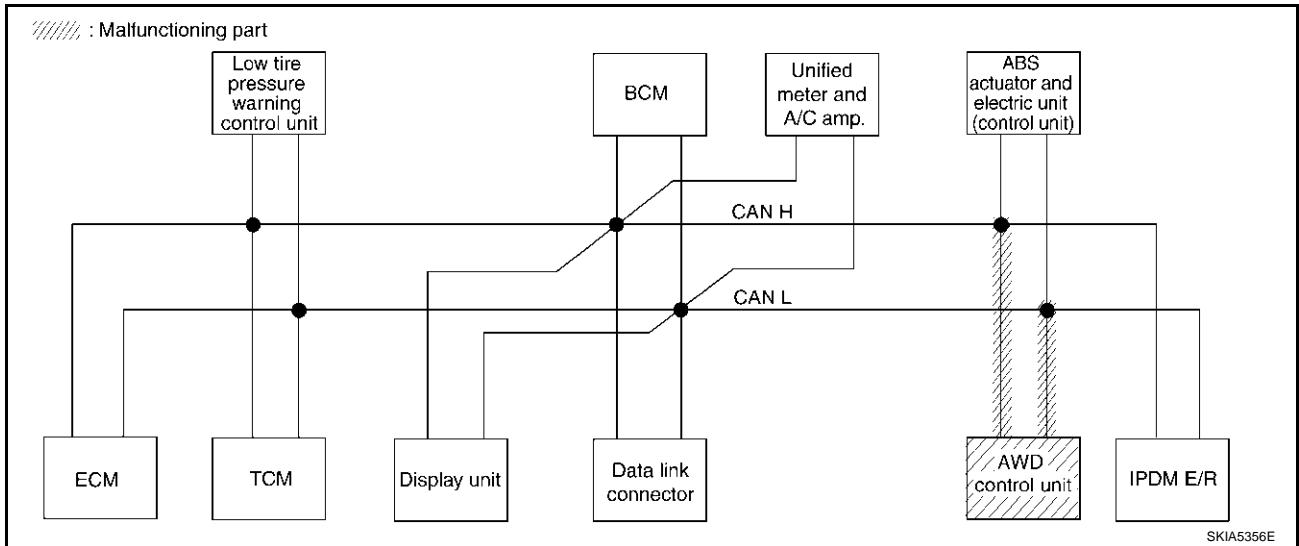 : Malfunctioning part
Low tire
pressure
warning
control unit
BCM
Unified
meter and
A/C amp.
ABS
actuator and
electric unit
(control unit)
CAN H
CAN L
ECM
TCM
Display unit
Data link
connector
AWD
control unit
IPDM E/R
SKIA5356E